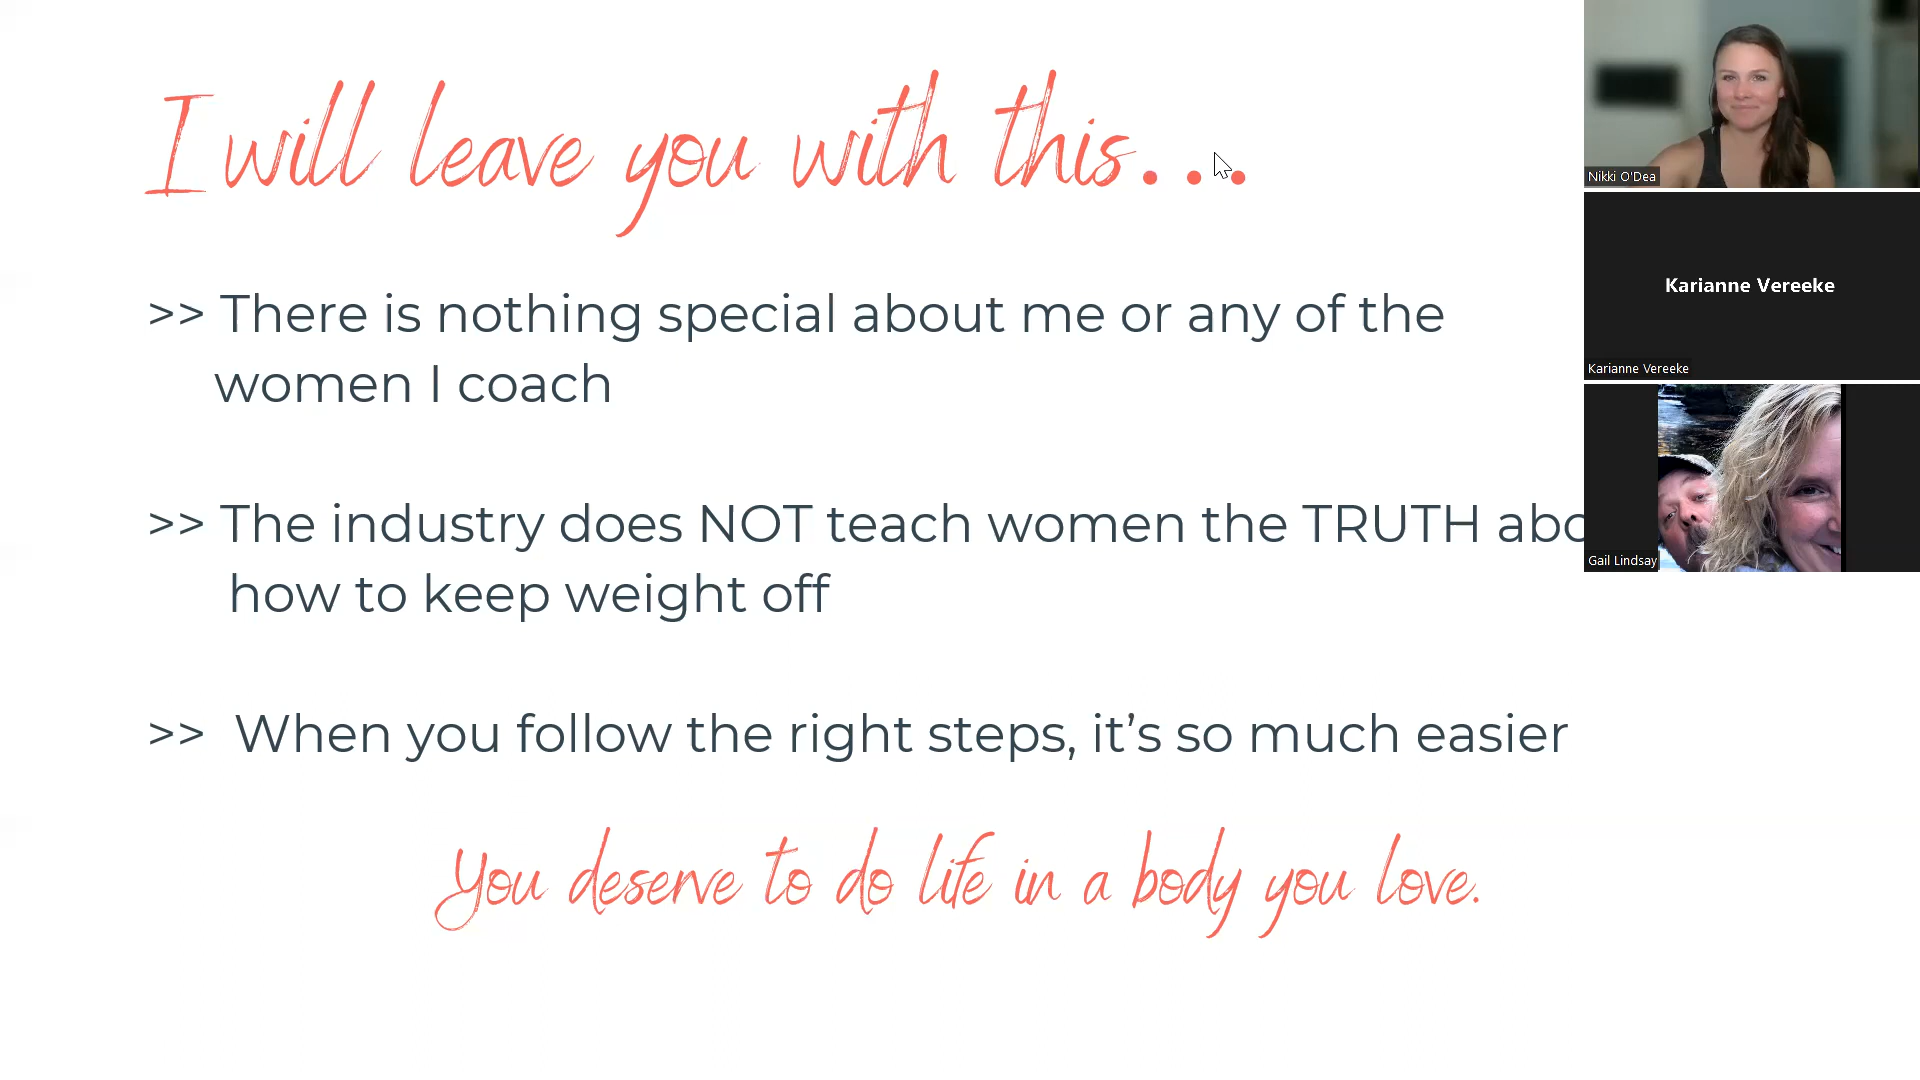 I will leave you with this...
>> There is nothing special about me or any of the
women I coach
>> The industry does NOT teach women the TRUTH abo
how to keep weight off
>> When you follow the right steps, it’s so much easier
You deserve to do life in a body you love.
Nikki O'Dea
Karianne Vereeke
Karianne Vereeke
Gail Lindsay